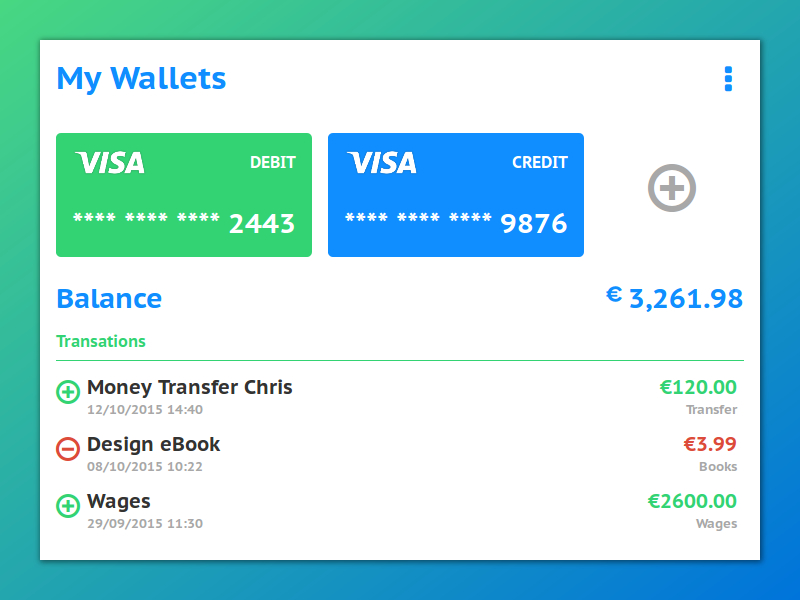 My Wallets
VISA DEBIT
**** **** **** 2443
VISA CREDIT
**** **** **** 9876
Balance € 3,261.98
Transations
Money Transfer Chris €120.00
12/10/2015 14:40 Transfer
Design eBook €3.99
08/10/2015 10:22 Books
Wages €2600.00
29/09/2015 11:30 Wages